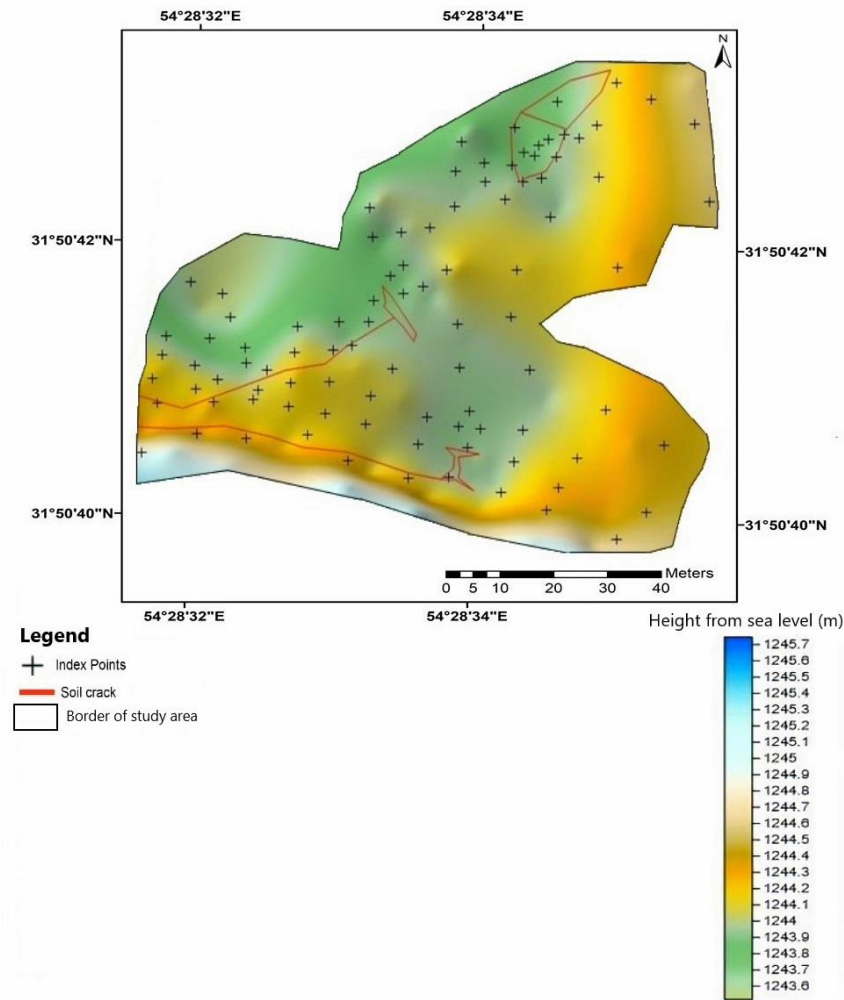 54°28'32"E
54°28'34"E
N
31°50'42"N
31°50'42"N
31°50'40"N
31°50'40"N
Meters
0 5 10 20 30 40
54°28'32"E
54°28'34"E
Legend
Index Points
Soil crack
Border of study area
Height from sea level (m)
1245.7
1245.6
1245.5
1245.4
1245.3
1245.2
1245.1
1245
1244.9
1244.8
1244.7
1244.6
1244.5
1244.4
1244.3
1244.2
1244.1
1244
1243.9
1243.8
1243.7
1243.6